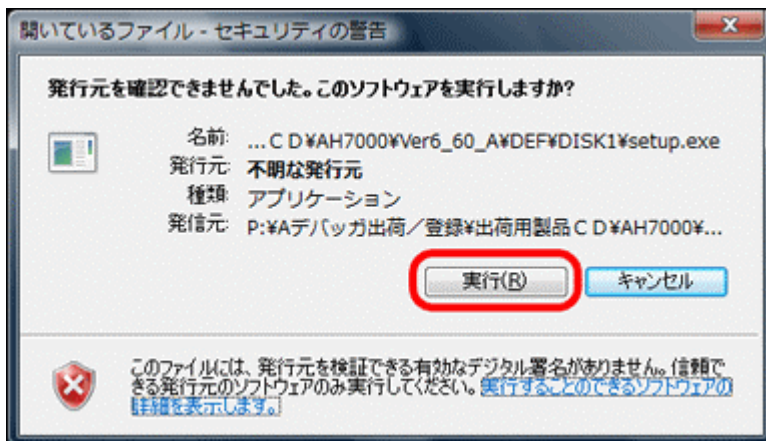 開いているファイル - セキュリティの警告
発行元を確認できませんでした。このソフトウェアを実行しますか?
名前: ...ＣＤ¥AH7000¥Ver6_60_A¥DEF¥DISK1¥setup.exe
発行元: 不明な発行元
種類: アプリケーション
発信元: P:¥Aデバッガ出荷／登録¥出荷用製品ＣＤ¥AH7000¥...
実行(R) キャンセル
このファイルには、発行元を検証できる有効なデジタル署名がありません。信頼で
きる発行元のソフトウェアのみ実行してください。実行することのできるソフトウェアの
詳細を表示します。